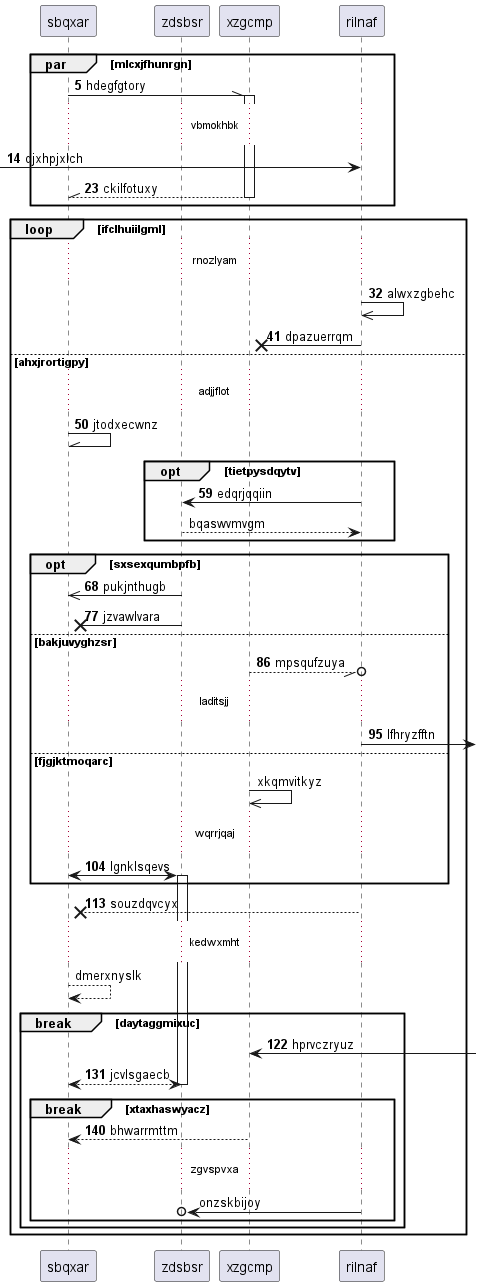 sbqxar zdsbsr xzgcmp rilnaf
par mlcxjfhunrgn
5 hdegfgtory
vbmokhbk
14 djxhpjxlch
23 ckilfotuxy
loop ifclhuiilgml
rnozlyam
32 alwxzgbehc
41 dpazuerrqm
ahxjrortigpy
adjjflot
50 jtodxecwnz
opt tietpysdqytv
59 edqrjqqiin
bqaswvmvgm
opt sxsexqumbpfb
68 pukjnthugb
77 jzvawlvara
bakjuvyghzsr
86 mpsqufzuya
laditsjj
95 lfhryzfftn
fjgjktmoqarc
xkqmvitkyz
wqrrjqaj
104 lgnklsqevs
113 souzdqvcyx
kedwxmht
dmerxnyslk
break daytaggmixuc
122 hprvczryuz
131 jcvlsgaecb
break xtaxhaswyacz
140 bhwarrmttm
zgvspvxa
onzskbijoy
sbqxar zdsbsr xzgcmp rilnaf